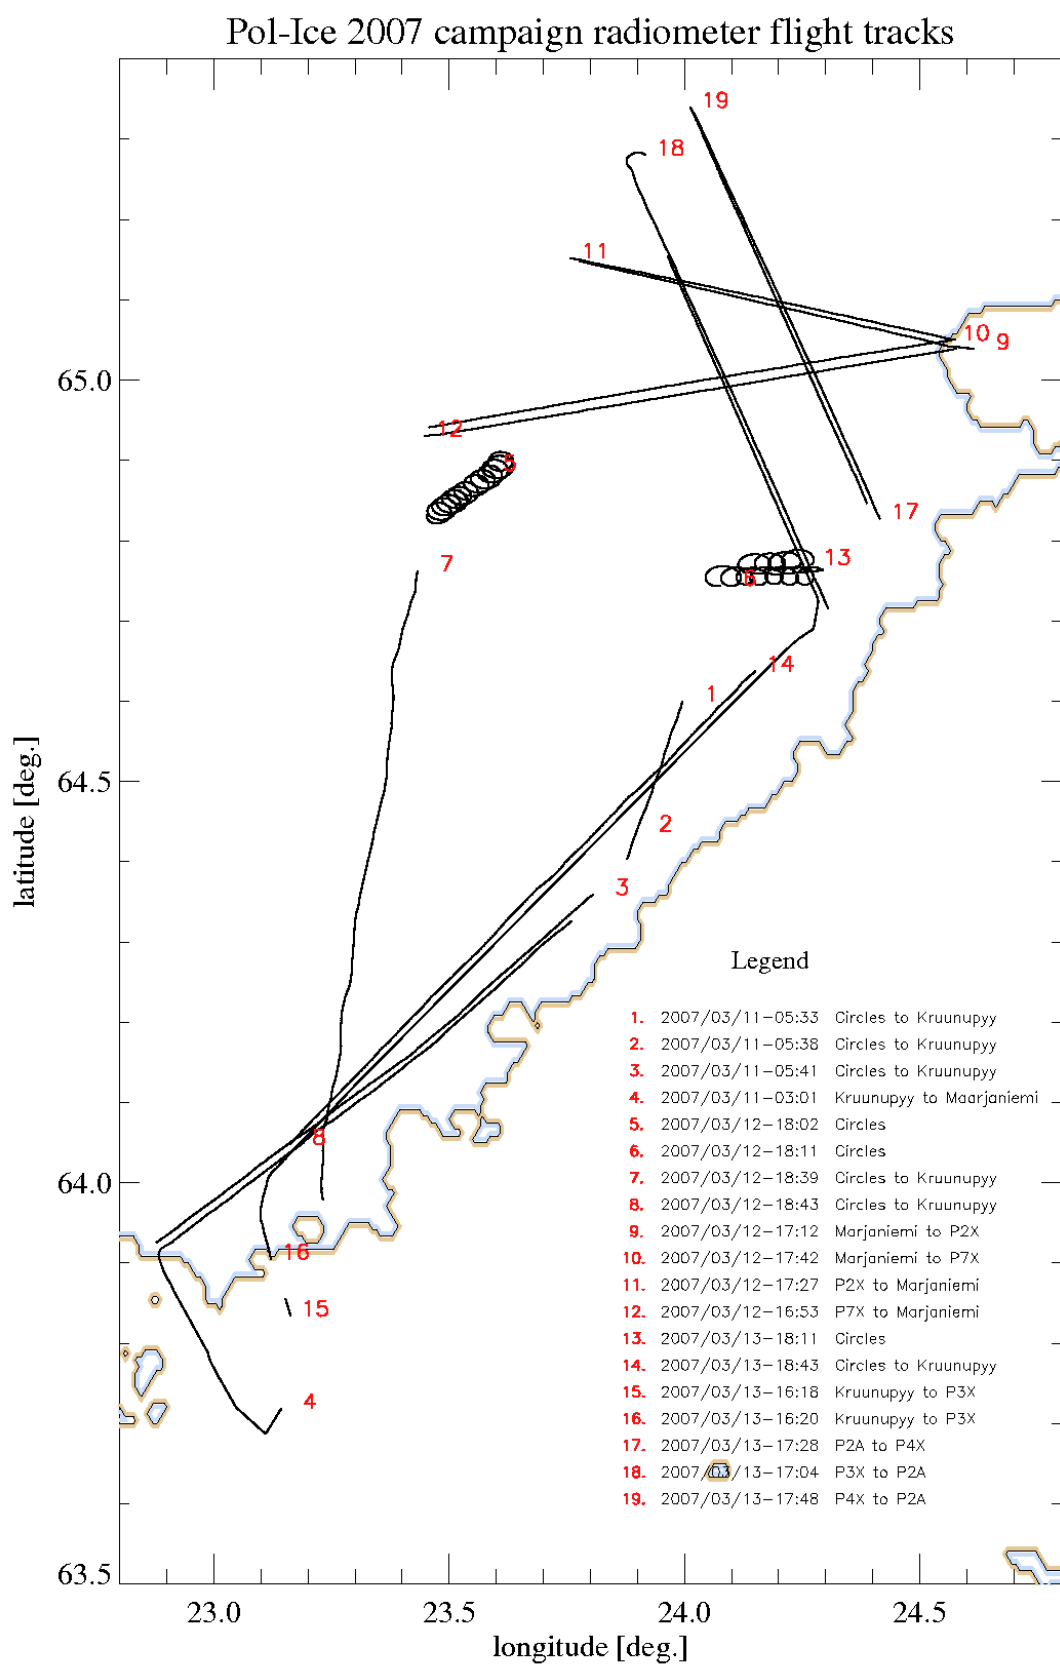 Pol-Ice 2007 campaign radiometer flight tracks
19
18
11
10 9
65.0
12
5
17
7
13
6
14
1
64.5
2
3
latitude [deg.]
Legend
1. 2007/03/11-05:33 Circles to Kruunupyy
2. 2007/03/11-05:38 Circles to Kruunupyy
3. 2007/03/11-05:41 Circles to Kruunupyy
4. 2007/03/11-03:01 Kruunupyy to Maarjaniemi
5. 2007/03/12-18:02 Circles
6. 2007/03/12-18:11 Circles
7. 2007/03/12-18:39 Circles to Kruunupyy
8. 2007/03/12-18:43 Circles to Kruunupyy
9. 2007/03/12-17:12 Marjaniemi to P2X
10. 2007/03/12-17:42 Marjaniemi to P7X
11. 2007/03/12-17:27 P2X to Marjaniemi
12. 2007/03/12-16:53 P7X to Marjaniemi
13. 2007/03/13-18:11 Circles
14. 2007/03/13-18:43 Circles to Kruunupyy
15. 2007/03/13-16:18 Kruunupyy to P3X
16. 2007/03/13-16:20 Kruunupyy to P3X
17. 2007/03/13-17:28 P2A to P4X
18. 2007/03/13-17:04 P3X to P2A
19. 2007/03/13-17:48 P4X to P2A
8
64.0
16
15
4
63.5
23.0 23.5 24.0 24.5
longitude [deg.]